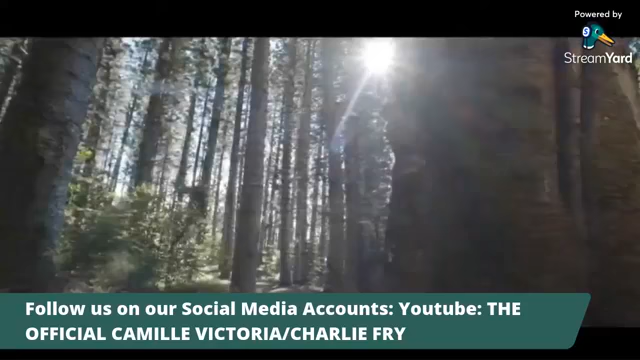 Powered by
StreamYard
Follow us on our Social Media Accounts: Youtube: THE
OFFICIAL CAMILLE VICTORIA/CHARLIE FRY